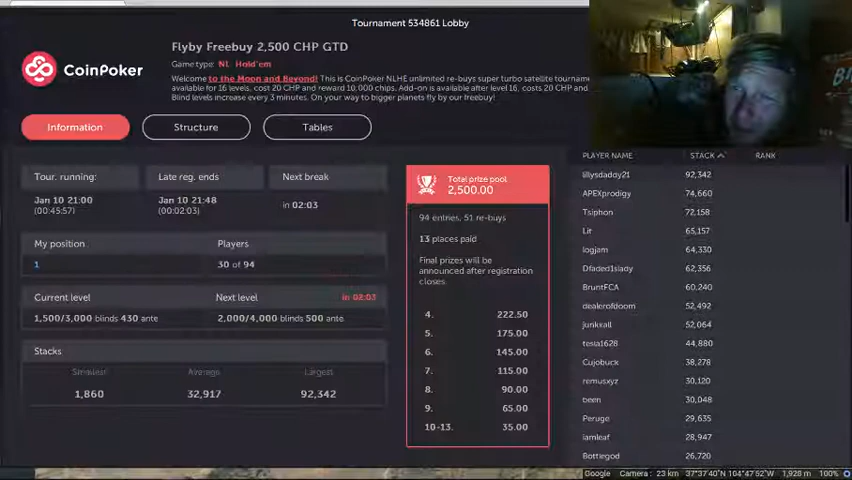 Tournament 534861 Lobby
CoinPoker
Flyby Freebuy 2,500 CHP GTD
Game type: NL Hold'em
Welcome to the Moon and Beyond! This is CoinPoker NLHE unlimited re-buys super turbo satellite tourname
available for 16 levels, cost 20 CHP and reward 10,000 chips. Add-on is available after level 16, costs 20 CHP and
Blind levels increase every 3 minutes. On your way to bigger planets fly by our freebuy!
Information
Structure
Tables
Tour. running:
Late reg. ends
Next break
Jan 10 21:00
(00:45:57)
Jan 10 21:48
(00:02:03)
in 02:03
My position
Players
1
30 of 94
Current level
Next level
in 02:03
1,500/3,000 blinds 430 ante
2,000/4,000 blinds 500 ante
Stacks
Smallest
Average
Largest
1,860
32,917
92,342
Total prize pool
2,500.00
94 entries, 51 re-buys
13 places paid
Final prizes will be
announced after registration
closes.
4. 222.50
5. 175.00
6. 145.00
7. 115.00
8. 90.00
9. 65.00
10-13. 35.00
PLAYER NAME STACK RANK
lillysdaddy21 92,342
APEXprodigy 74,660
Tsiphon 72,158
Lit 65,157
logjam 64,330
Dfaded1slady 62,356
BruntFCA 60,240
dealerofdoom 52,492
junkrall 52,064
tesla1628 44,880
Cujobuck 38,278
remusxyz 30,120
been 30,048
Peruge 29,635
iamleaf 28,947
Bottlegod 26,720
Google Camera: 23 km 37°37'40"N 104°47'52"W 1,928 m 100%